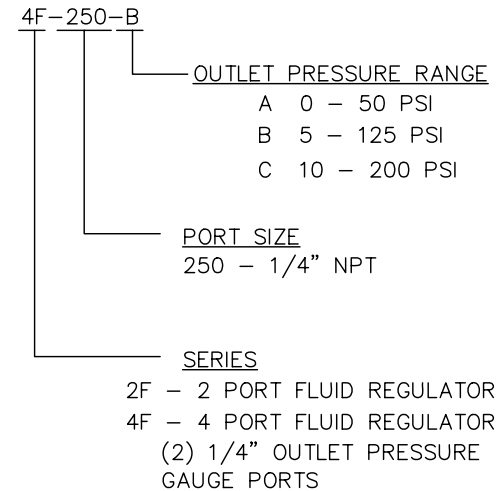 4F-250-B
OUTLET PRESSURE RANGE
A 0 – 50 PSI
B 5 – 125 PSI
C 10 – 200 PSI
PORT SIZE
250 – 1/4” NPT
SERIES
2F – 2 PORT FLUID REGULATOR
4F – 4 PORT FLUID REGULATOR
(2) 1/4” OUTLET PRESSURE
GAUGE PORTS